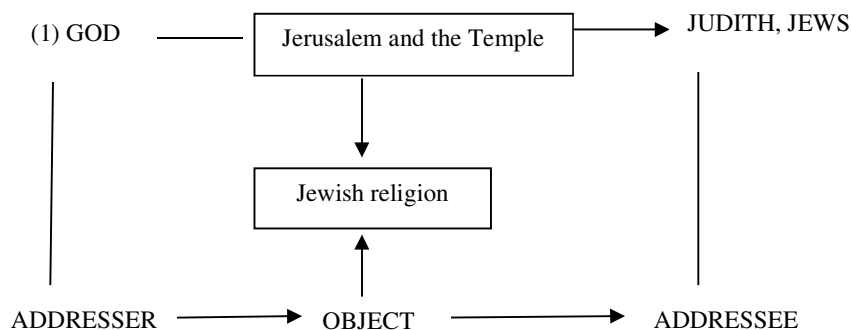 (1) GOD
Jerusalem and the Temple
JUDITH, JEWS
Jewish religion
ADDRESSER
OBJECT
ADDRESSEE